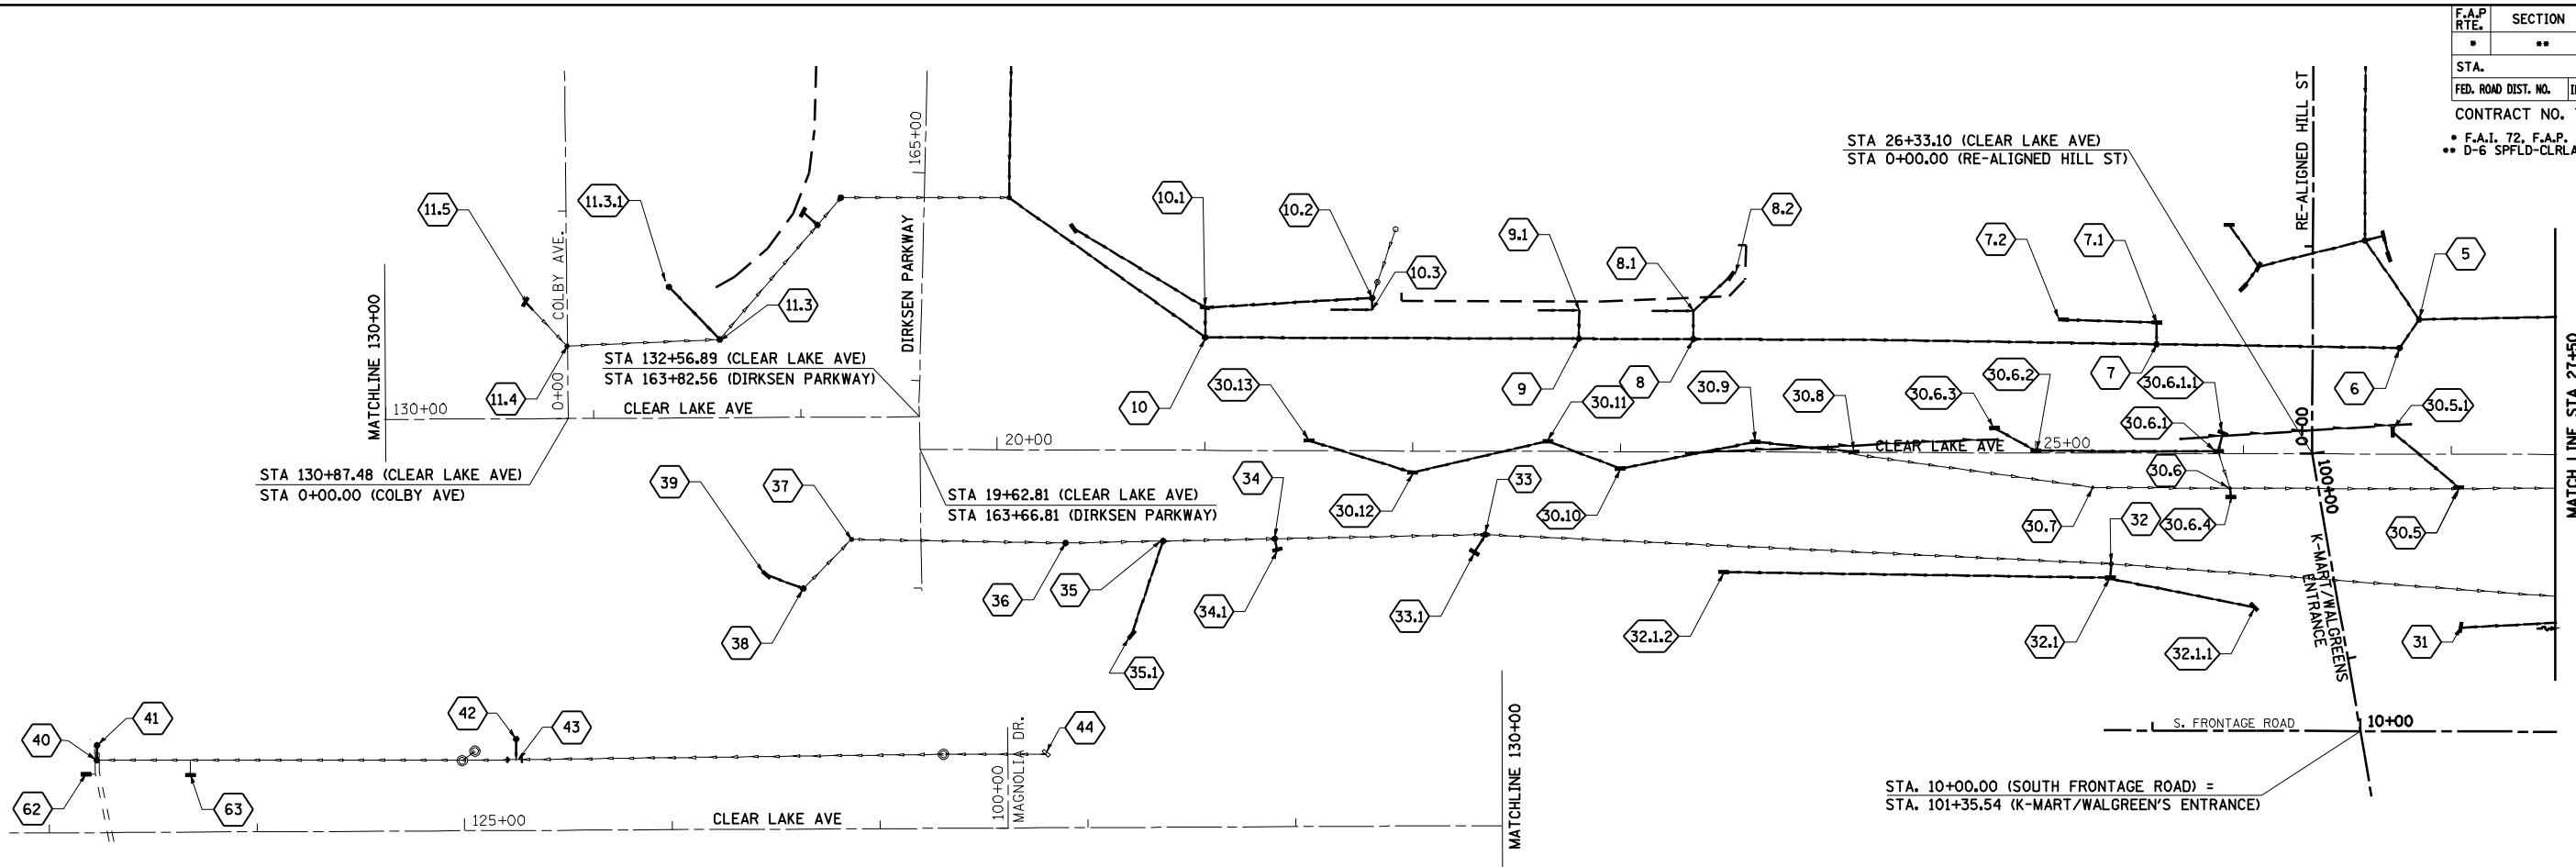 F.A.P RTE.
SECTION
*
**
STA.
FED. ROAD DIST. NO.
CONTRACT NO.
* F.A.I. 72, F.A.P.
** D-6 SPFLD-CLRLA
RE-ALIGNED HILL ST
STA 26+33.10 (CLEAR LAKE AVE)
STA 0+00.00 (RE-ALIGNED HILL ST)
165+00
11.5
11.3.1
10.1
10.2
8.2
9.1
7.2
7.1
5
8.1
10.3
COLBY AVE.
DIRKSEN PARKWAY
11.3
MATCHLINE 130+00
STA 132+56.89 (CLEAR LAKE AVE)
STA 163+82.56 (DIRKSEN PARKWAY)
11.4
0+00
130+00
CLEAR LAKE AVE
10
30.13
9
30.11
8
30.9
30.8
30.6.3
30.6.2
7
30.6.1.1
6
30.5.1
30.6.1
0+00
MATCH LINE STA 27+50
20+00
CLEAR LAKE AVE
25+00
STA 130+87.48 (CLEAR LAKE AVE)
STA 0+00.00 (COLBY AVE)
39
37
34
33
30.6
100+00
STA 19+62.81 (CLEAR LAKE AVE)
STA 163+66.81 (DIRKSEN PARKWAY)
30.12
30.10
30.7
32
30.6.4
30.5
K-MART/WALGREENS
ENTRANCE
36
35
34.1
33.1
38
32.1.2
32.1
32.1.1
31
35.1
41
42
43
44
40
62
63
MATCHLINE 130+00
S. FRONTAGE ROAD
10+00
100+00
MAGNOLIA DR.
125+00
CLEAR LAKE AVE
STA. 10+00.00 (SOUTH FRONTAGE ROAD) =
STA. 101+35.54 (K-MART/WALGREEN'S ENTRANCE)